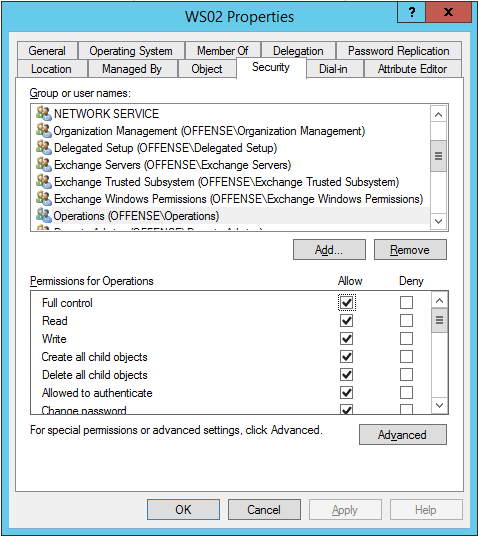 WS02 Properties
?
x
General
Operating System
Member Of
Delegation
Password Replication
Location
Managed By
Object
Security
Dial-in
Attribute Editor
Group or user names:
NETWORK SERVICE
Organization Management (OFFENSE\Organization Management)
Delegated Setup (OFFENSE\Delegated Setup)
Exchange Servers (OFFENSE\Exchange Servers)
Exchange Trusted Subsystem (OFFENSE\Exchange Trusted Subsystem)
Exchange Windows Permissions (OFFENSE\Exchange Windows Permissions)
Operations (OFFENSE\Operations)
Add...
Remove
Permissions for Operations
Allow
Deny
Full control
Read
Write
Create all child objects
Delete all child objects
Allowed to authenticate
Change password
For special permissions or advanced settings, click Advanced.
Advanced
OK
Cancel
Apply
Help